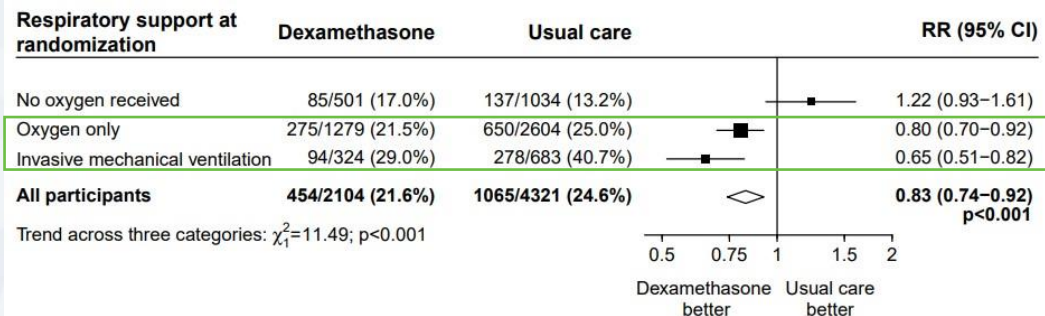 Respiratory support at randomization Dexamethasone Usual care RR (95% CI)
No oxygen received 85/501 (17.0%) 137/1034 (13.2%) 1.22 (0.93−1.61)
Oxygen only 275/1279 (21.5%) 650/2604 (25.0%) 0.80 (0.70−0.92)
Invasive mechanical ventilation 94/324 (29.0%) 278/683 (40.7%) 0.65 (0.51−0.82)
All participants 454/2104 (21.6%) 1065/4321 (24.6%) 0.83 (0.74−0.92)
p<0.001
Trend across three categories: χ²₁=11.49; p<0.001
0.5 0.75 1 1.5 2
Dexamethasone better Usual care better